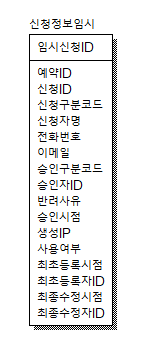 신청정보임시
임시신청ID
예약ID
신청ID
신청구분코드
신청자명
전화번호
이메일
승인구분코드
승인자ID
반려사유
승인시점
생성IP
사용여부
최초등록시점
최초등록자ID
최종수정시점
최종수정자ID